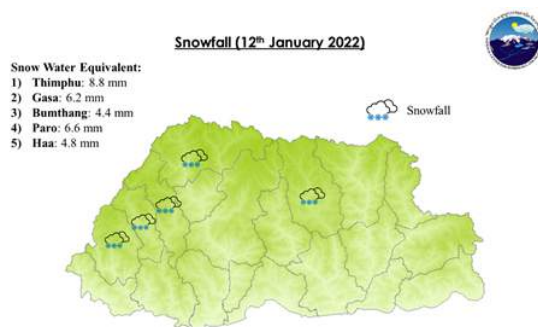 Snowfall (12th January 2022)
Snow Water Equivalent:
1) Thimphu: 8.8 mm
2) Gasa: 6.2 mm
3) Bumthang: 4.4 mm
4) Paro: 6.6 mm
5) Haa: 4.8 mm
Snowfall